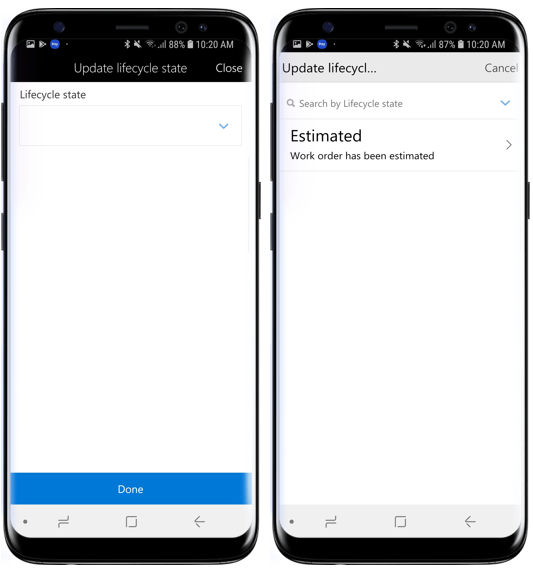 88% 10:20 AM
Update lifecycle state Close
Lifecycle state
Done
87% 10:20 AM
Update lifecycl... Cancel
Search by Lifecycle state
Estimated
Work order has been estimated